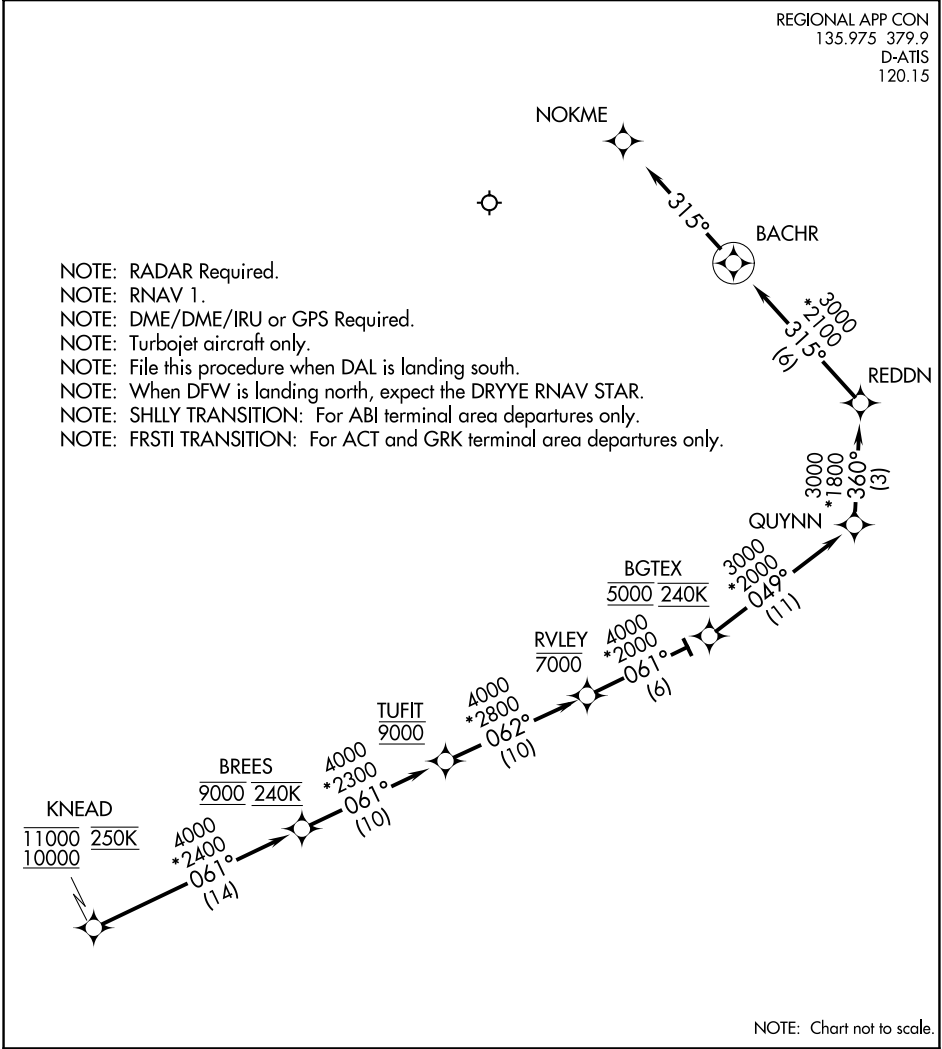 REGIONAL APP CON
135.975 379.9
D-ATIS
120.15
NOKME
315°
BACHR
3000
*2100
315°
(6)
REDDN
NOTE: RADAR Required.
NOTE: RNAV 1.
NOTE: DME/DME/IRU or GPS Required.
NOTE: Turbojet aircraft only.
NOTE: File this procedure when DAL is landing south.
NOTE: When DFW is landing north, expect the DRYYE RNAV STAR.
NOTE: SHLLY TRANSITION: For ABI terminal area departures only.
NOTE: FRSTI TRANSITION: For ACT and GRK terminal area departures only.
3000
*1800
360°
(3)
QUYNN
3000
*2000
049°
(11)
BGTEX
5000 240K
4000
*2000
061°
(6)
RVLEY
7000
4000
*2800
062°
(10)
TUFIT
9000
4000
*2300
061°
(10)
BREES
9000 240K
4000
*2400
061°
(14)
KNEAD
11000 250K
10000
NOTE: Chart not to scale.